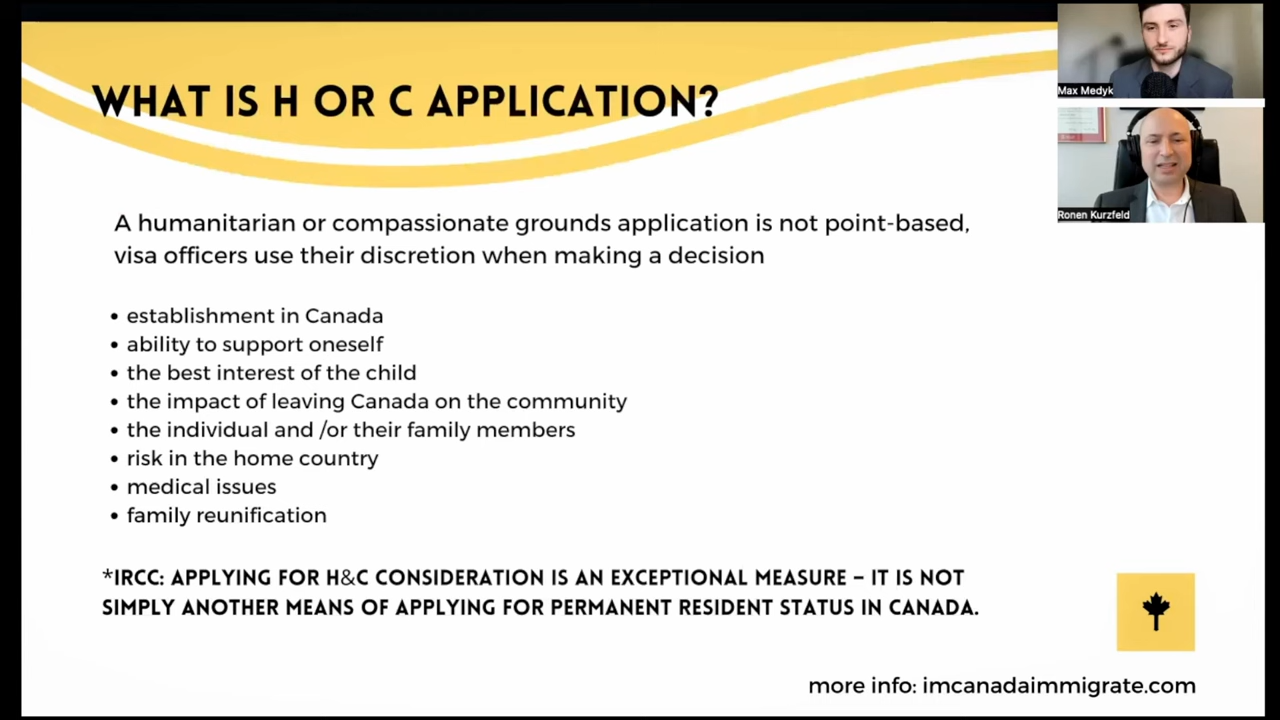 WHAT IS H OR C APPLICATION?
Max Medyk
Ronen Kurzfeld
A humanitarian or compassionate grounds application is not point-based,
visa officers use their discretion when making a decision
• establishment in Canada
• ability to support oneself
• the best interest of the child
• the impact of leaving Canada on the community
• the individual and /or their family members
• risk in the home country
• medical issues
• family reunification
*IRCC: APPLYING FOR H&C CONSIDERATION IS AN EXCEPTIONAL MEASURE – IT IS NOT
SIMPLY ANOTHER MEANS OF APPLYING FOR PERMANENT RESIDENT STATUS IN CANADA.
more info: imcanadaimmigrate.com